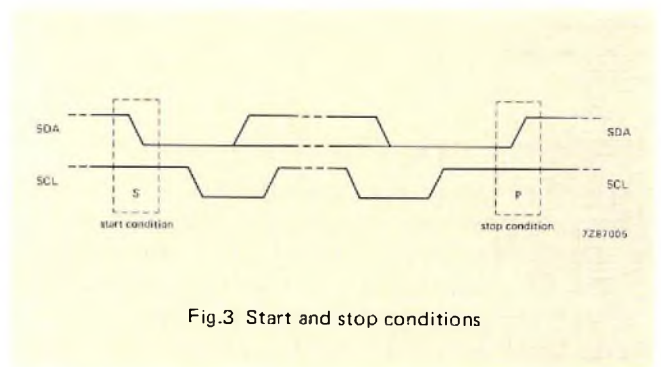 SDA
SDA
SCL
SCL
S
P
start condition
stop condition
7Z87005
Fig.3 Start and stop conditions